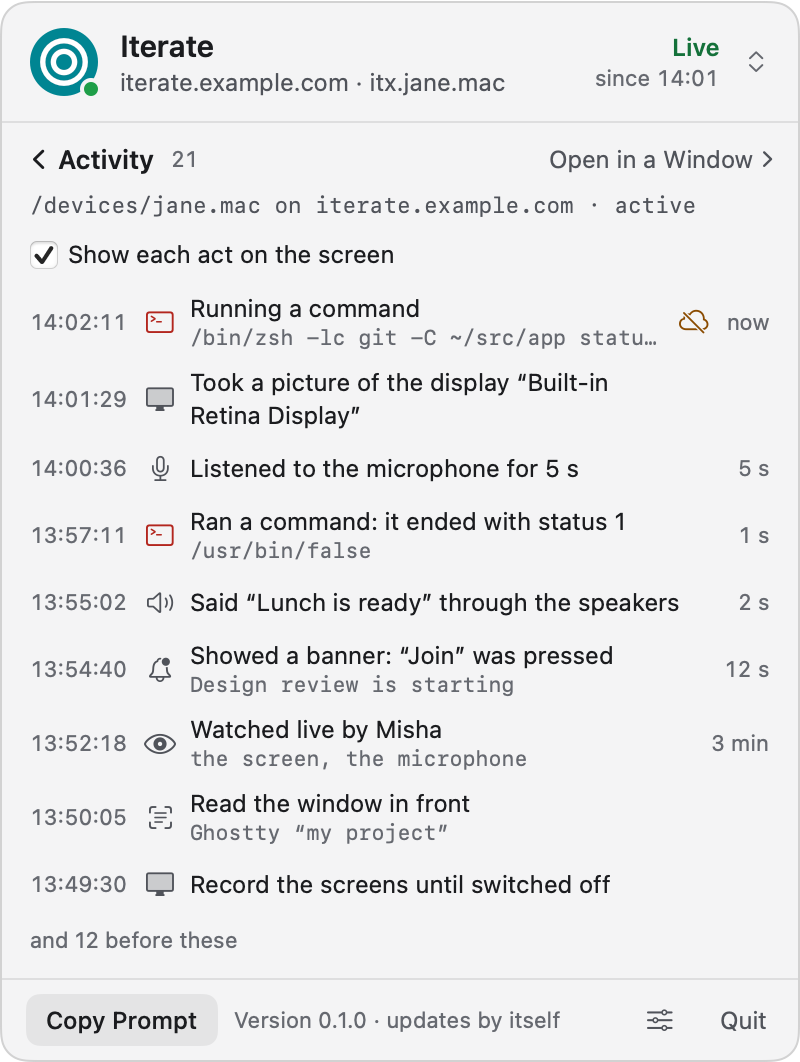 Iterate
iterate.example.com · itx.jane.mac
Live
since 14:01
Activity 21
Open in a Window
/devices/jane.mac on iterate.example.com · active
Show each act on the screen
14:02:11 Running a command now
/bin/zsh –lc git –C ~/src/app statu…
14:01:29 Took a picture of the display “Built-in
Retina Display”
14:00:36 Listened to the microphone for 5 s 5 s
13:57:11 Ran a command: it ended with status 1 1 s
/usr/bin/false
13:55:02 Said “Lunch is ready” through the speakers 2 s
13:54:40 Showed a banner: “Join” was pressed 12 s
Design review is starting
13:52:18 Watched live by Misha 3 min
the screen, the microphone
13:50:05 Read the window in front
Ghostty “my project”
13:49:30 Record the screens until switched off
and 12 before these
Copy Prompt
Version 0.1.0 · updates by itself
Quit